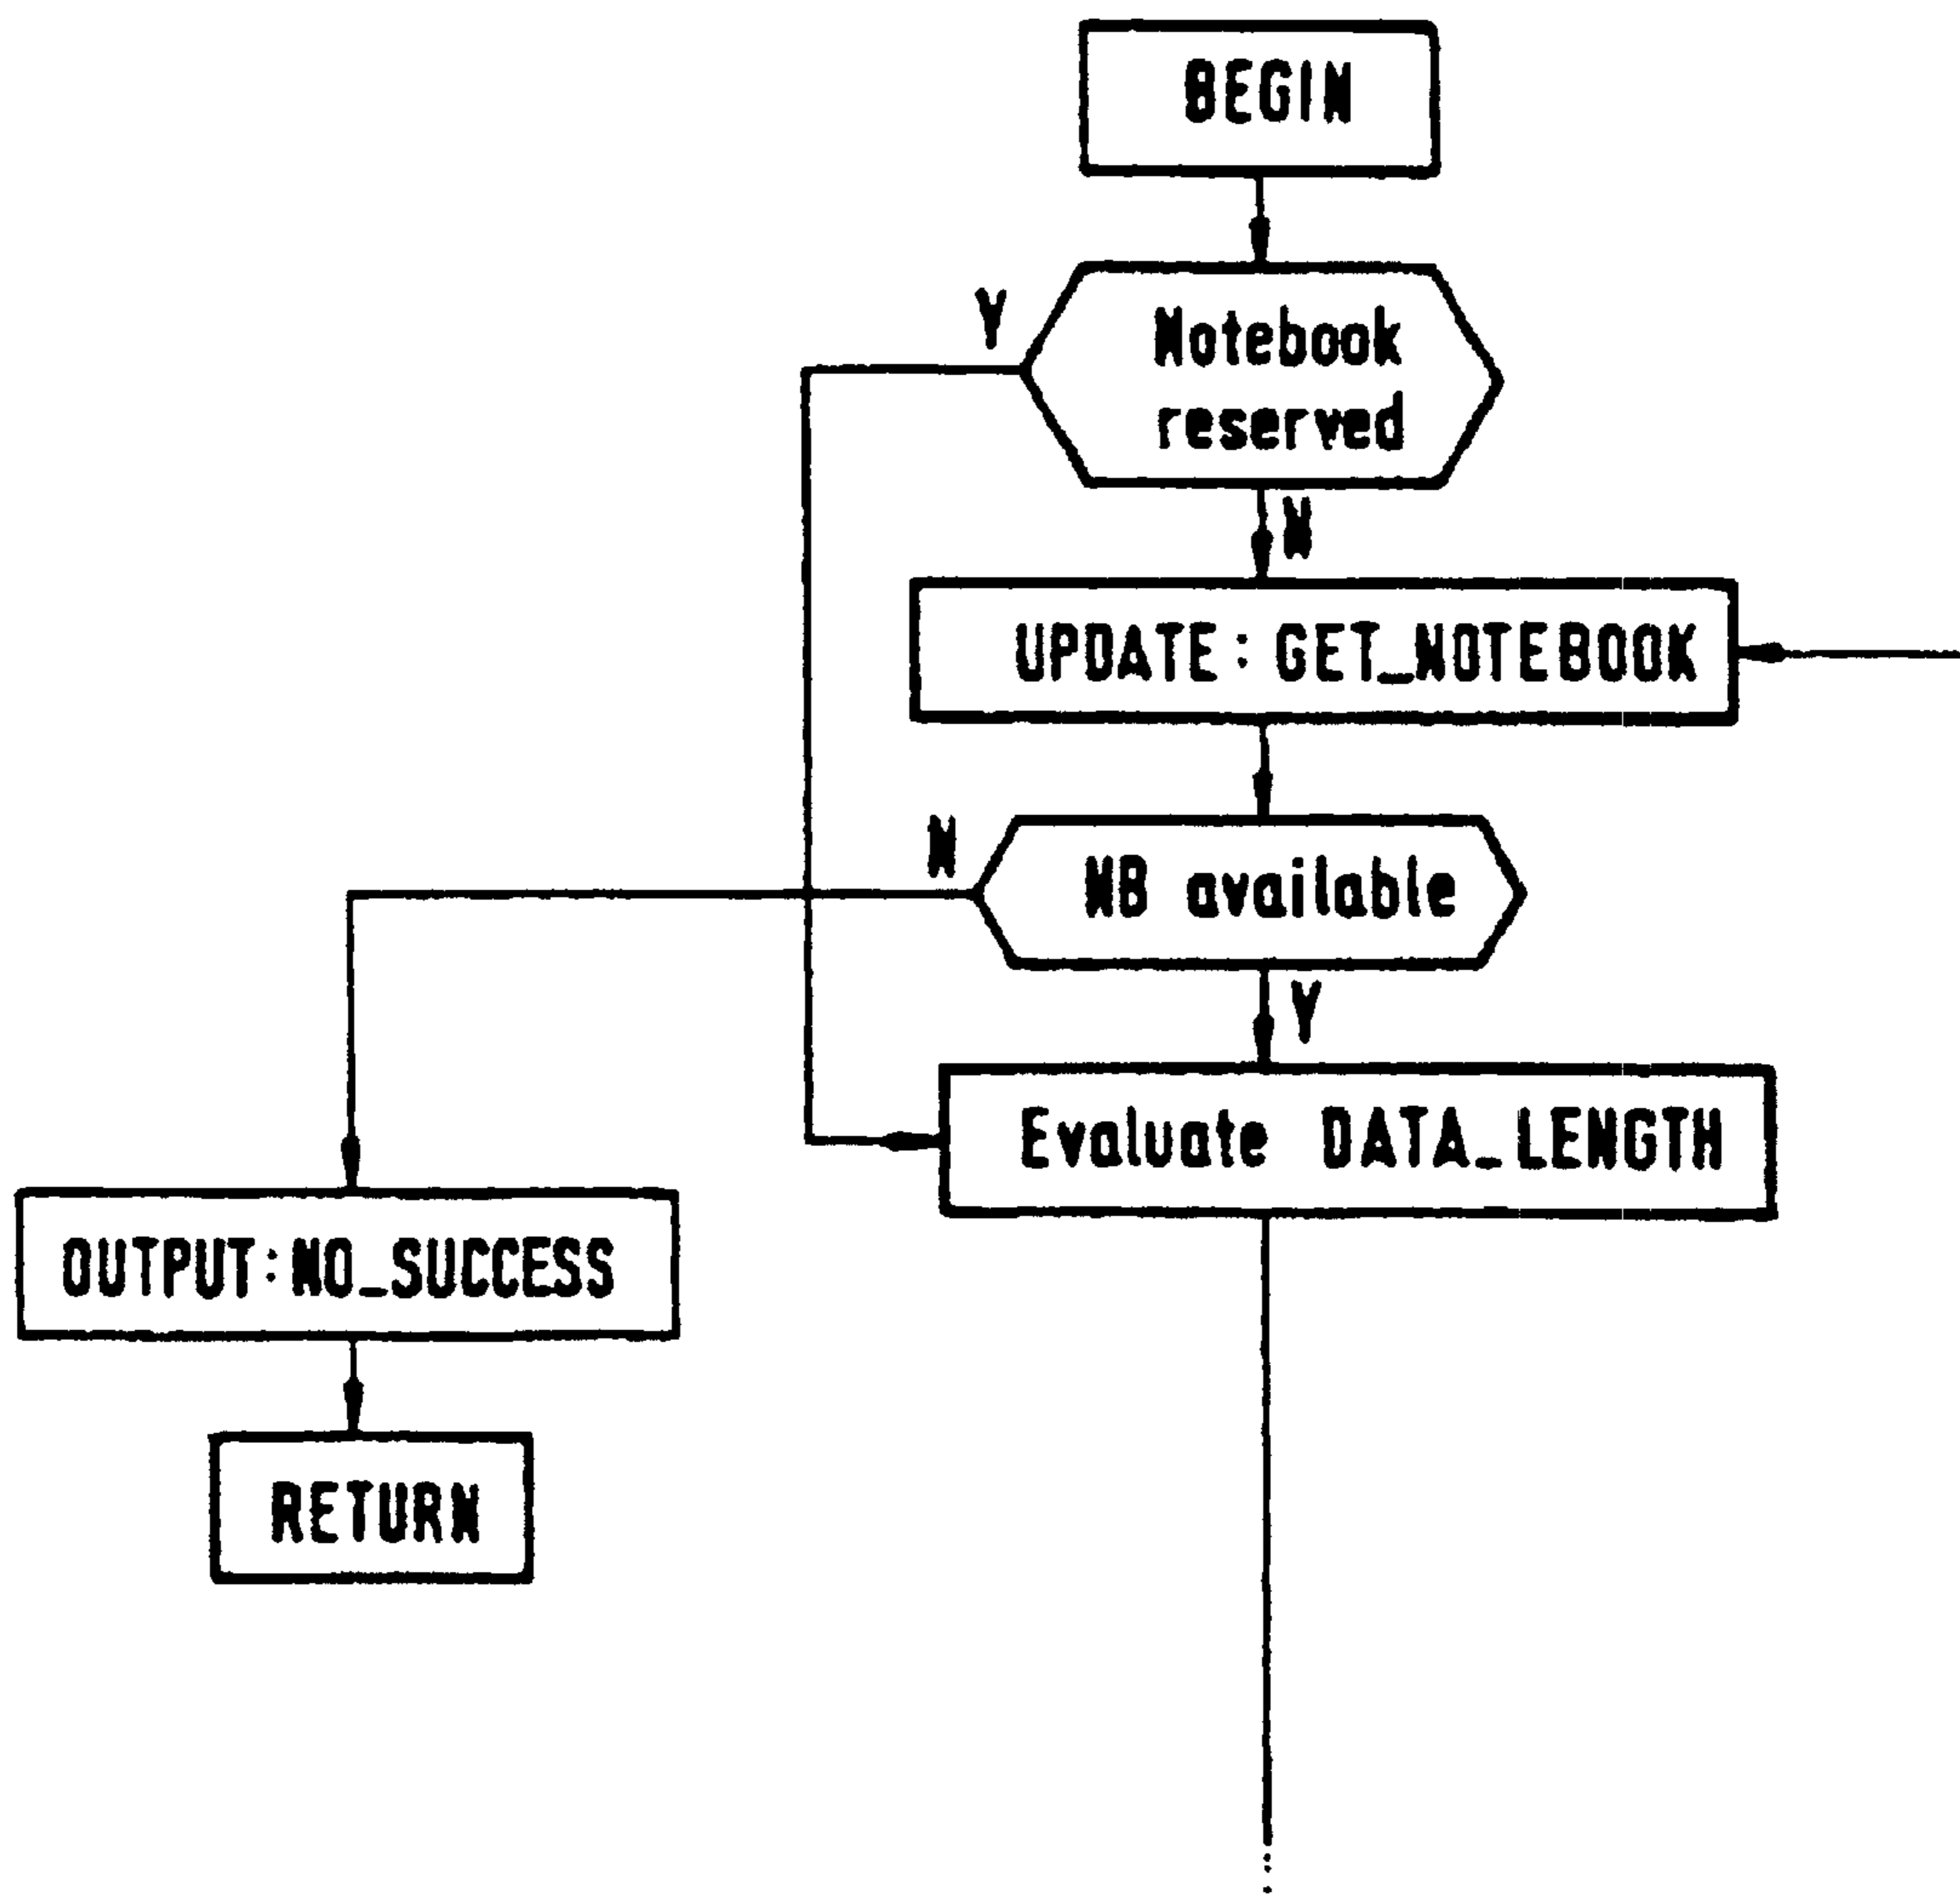 BEGIN
Y
Notebook
reserved
N
UPDATE: GET_NOTEBOOK
N
NB available
Y
Evaluate DATA_LENGTH
OUTPUT:NO_SUCCESS
RETURN